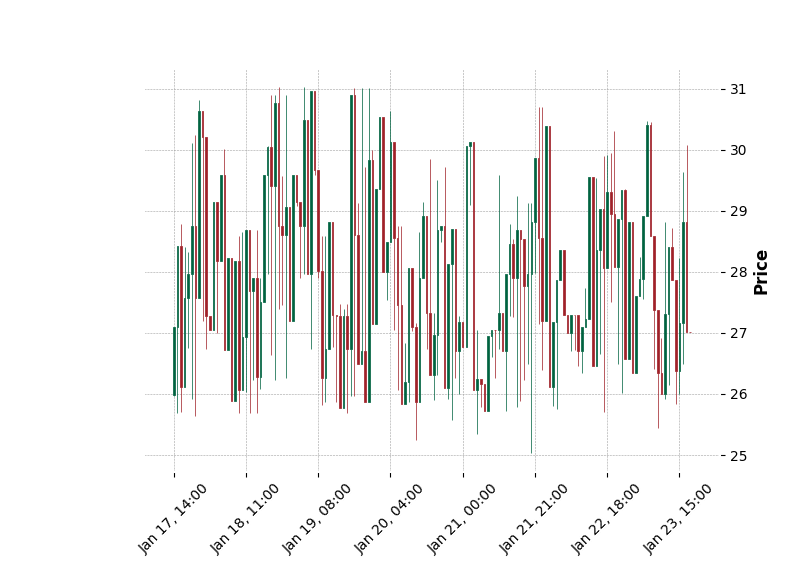 31
30
29
28
27
26
25
Price
Jan 17, 14:00
Jan 18, 11:00
Jan 19, 08:00
Jan 20, 04:00
Jan 21, 00:00
Jan 21, 21:00
Jan 22, 18:00
Jan 23, 15:00